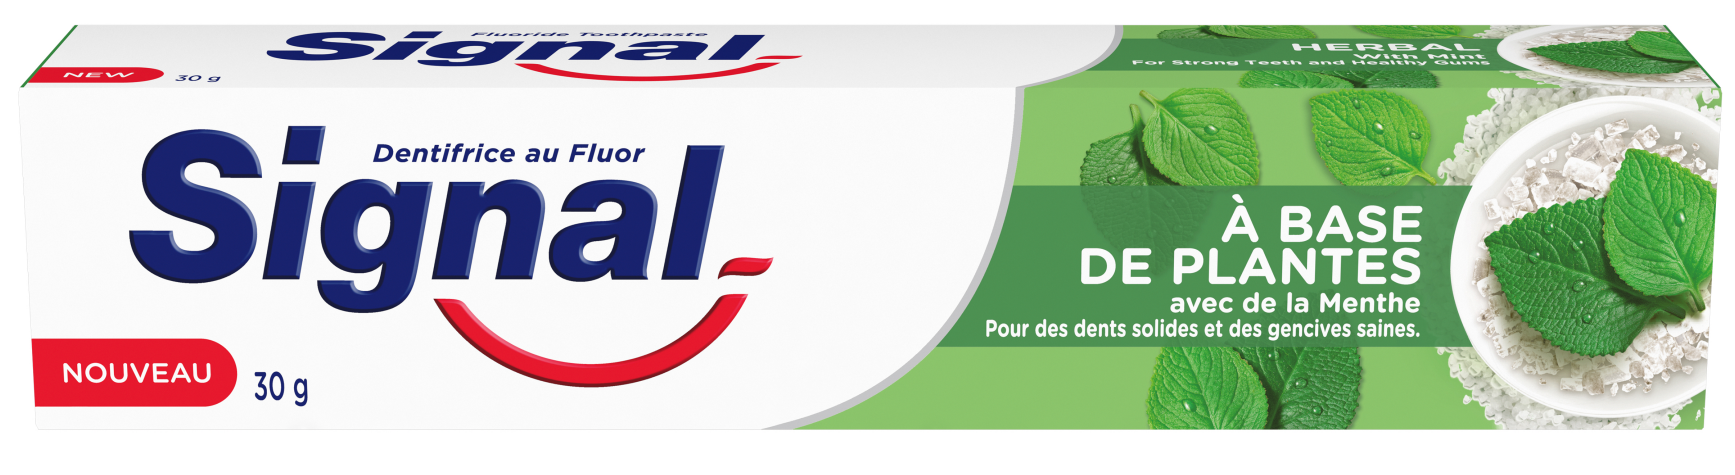 Fluoride Toothpaste
Signal
NEW
30 g
HERBAL
With Mint
For Strong Teeth and Healthy Gums
Dentifrice au Fluor
Signal
NOUVEAU
30 g
À BASE
DE PLANTES
avec de la Menthe
Pour des dents solides et des gencives saines.